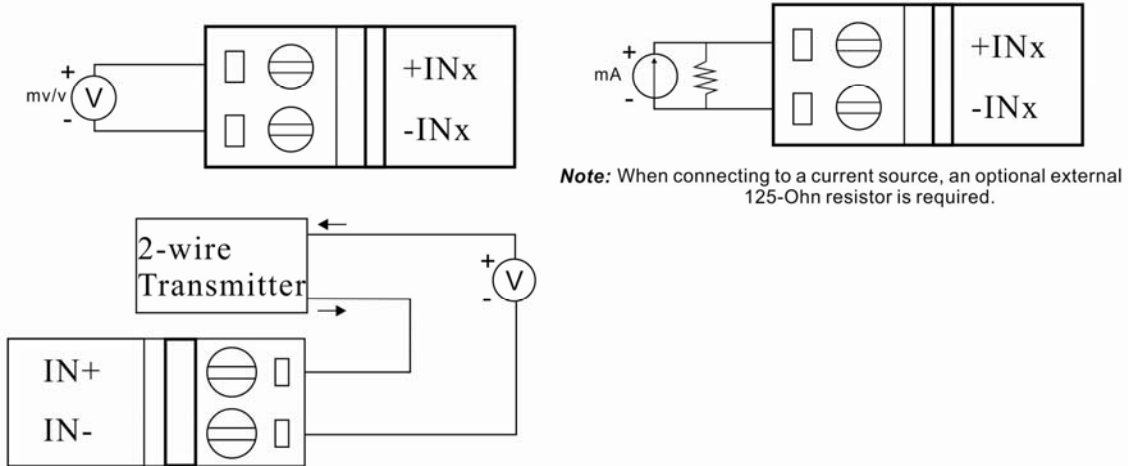 +
mv/v V
-
+INx
-INx
+
mA
-
+INx
-INx
Note: When connecting to a current source, an optional external
125-Ohn resistor is required.
2-wire
Transmitter
+
V
-
IN+
IN-